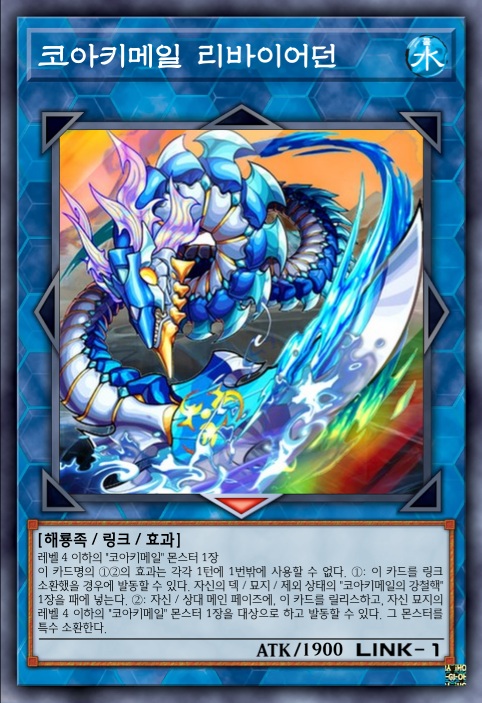 코아키메일 리바이어던
水
[해룡족 / 링크 / 효과]
레벨 4 이하의 "코아키메일" 몬스터 1장
이 카드명의 ①②의 효과는 각각 1턴에 1번밖에 사용할 수 없다. ①: 이 카드를 링크
소환했을 경우에 발동할 수 있다. 자신의 덱 / 묘지 / 제외 상태의 "코아키메일의 강철핵"
1장을 패에 넣는다. ②: 자신 / 상대 메인 페이즈에, 이 카드를 릴리스하고, 자신 묘지의
레벨 4 이하의 "코아키메일" 몬스터 1장을 대상으로 하고 발동할 수 있다. 그 몬스터를
특수 소환한다.
ATK/1900 LINK-1